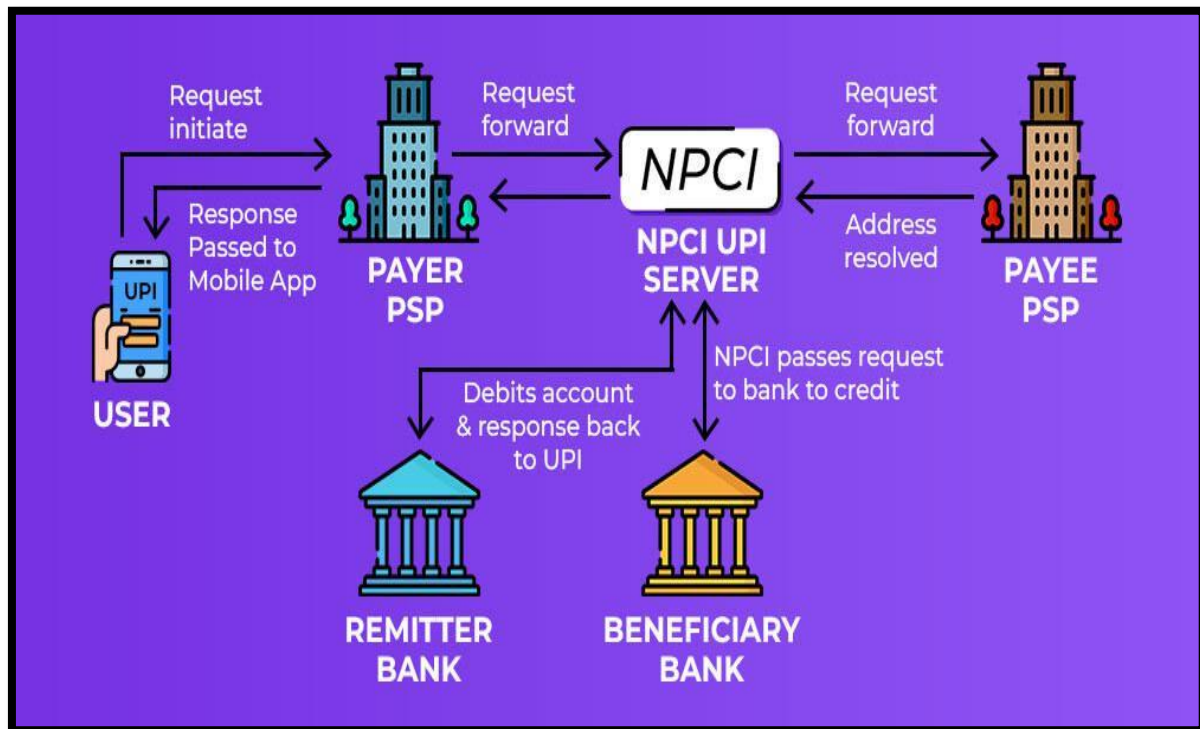 Request
initiate
Request
forward
Request
forward
NPCI
Response
Passed to
Mobile App
PAYER
PSP
NPCI UPI
SERVER
Address
resolved
PAYEE
PSP
UPI
USER
Debits account
& response back
to UPI
NPCI passes request
to bank to credit
REMITTER
BANK
BENEFICIARY
BANK